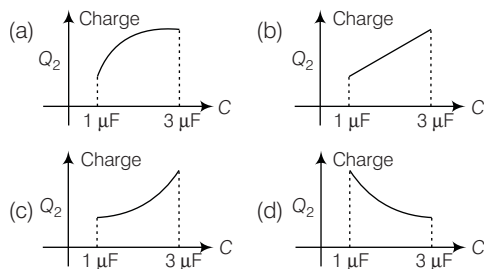 (a) Charge
Q₂
1 μF 3 μF C
(b) Charge
Q₂
1 μF 3 μF C
(c) Charge
Q₂
1 μF 3 μF C
(d) Charge
Q₂
1 μF 3 μF C